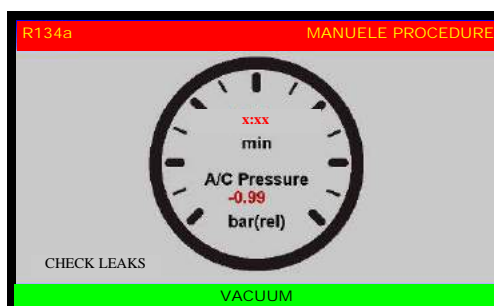 R134a MANUELE PROCEDURE
x:xx
min
A/C Pressure
-0.99
bar(rel)
CHECK LEAKS
VACUUM